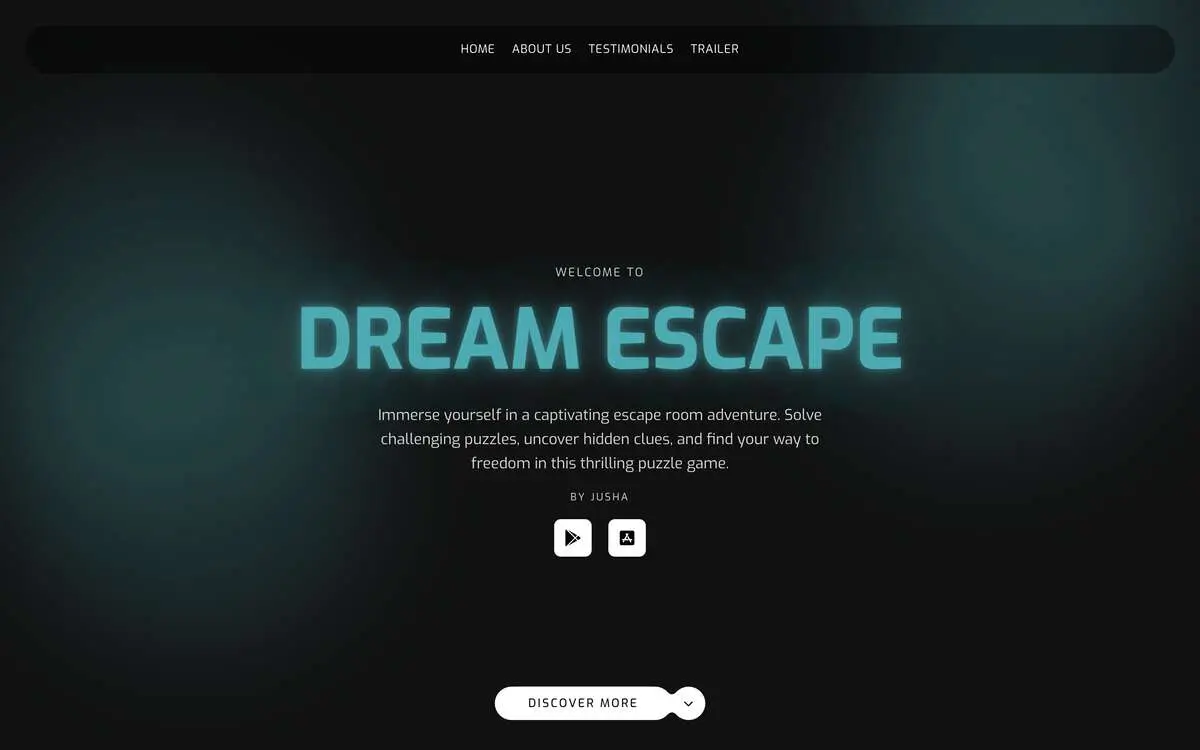 HOME ABOUT US TESTIMONIALS TRAILER
WELCOME TO
DREAM ESCAPE
Immerse yourself in a captivating escape room adventure. Solve
challenging puzzles, uncover hidden clues, and find your way to
freedom in this thrilling puzzle game.
BY JUSHA
DISCOVER MORE